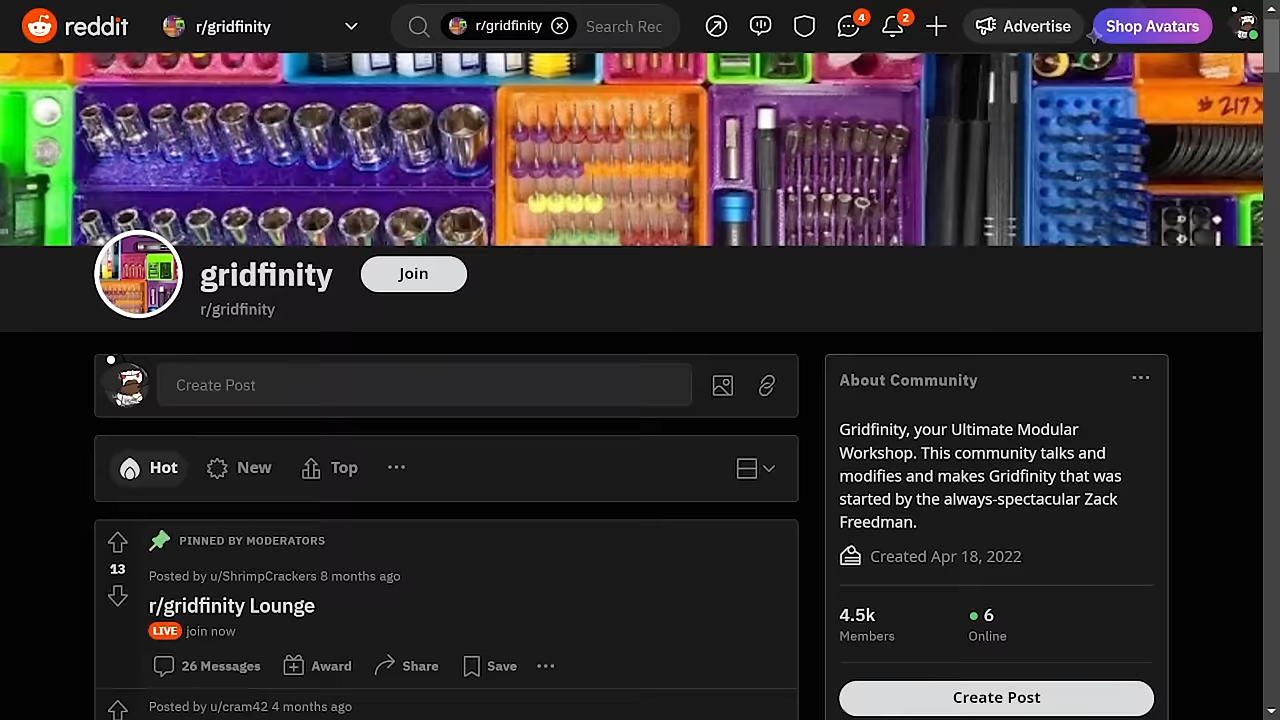 reddit
r/gridfinity
r/gridfinity
Search Rec
4
2
Advertise
Shop Avatars
# 217
gridfinity
Join
r/gridfinity
Create Post
Hot
New
Top
PINNED BY MODERATORS
13
Posted by u/ShrimpCrackers 8 months ago
r/gridfinity Lounge
LIVE join now
26 Messages
Award
Share
Save
Posted by u/cram42 4 months ago
About Community
Gridfinity, your Ultimate Modular
Workshop. This community talks and
modifies and makes Gridfinity that was
started by the always-spectacular Zack
Freedman.
Created Apr 18, 2022
4.5k
6
Members
Online
Create Post